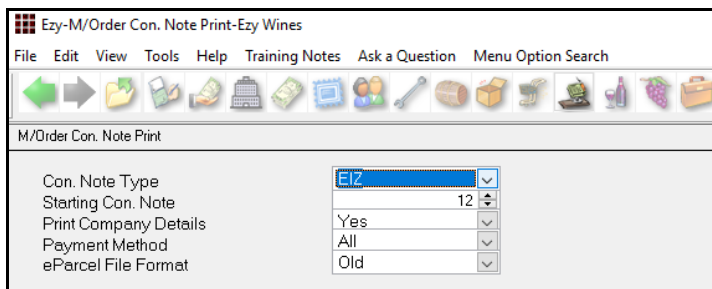 Ezy-M/Order Con. Note Print-Ezy Wines
File Edit View Tools Help Training Notes Ask a Question Menu Option Search
M/Order Con. Note Print
Con. Note Type EIZ
Starting Con. Note 12
Print Company Details Yes
Payment Method All
eParcel File Format Old